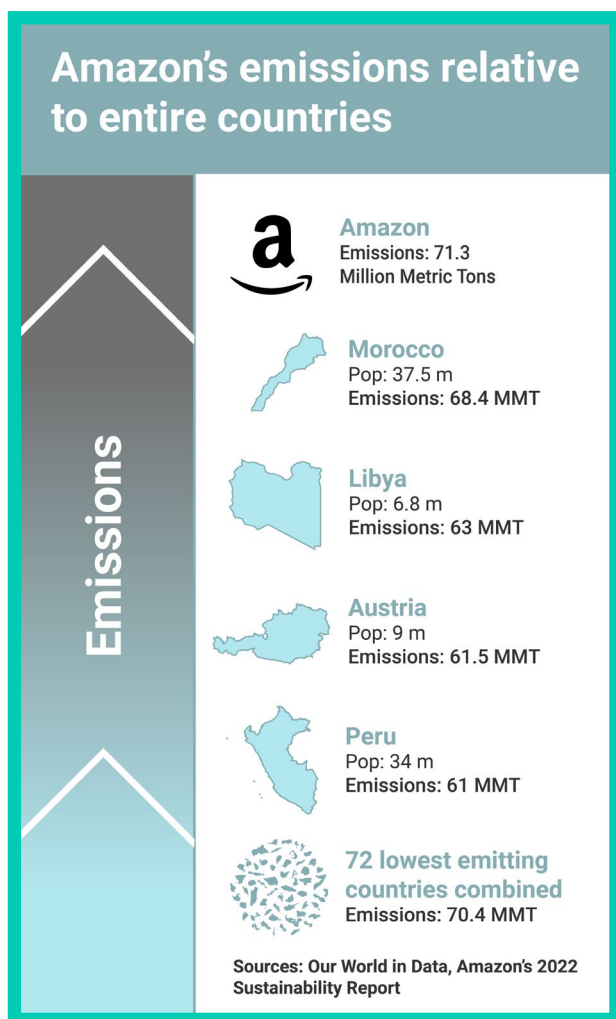 Amazon's emissions relative
to entire countries
a
Amazon
Emissions: 71.3
Million Metric Tons
Morocco
Pop: 37.5 m
Emissions: 68.4 MMT
Libya
Pop: 6.8 m
Emissions: 63 MMT
Austria
Pop: 9 m
Emissions: 61.5 MMT
Peru
Pop: 34 m
Emissions: 61 MMT
72 lowest emitting
countries combined
Emissions: 70.4 MMT
Emissions
Sources: Our World in Data, Amazon's 2022
Sustainability Report